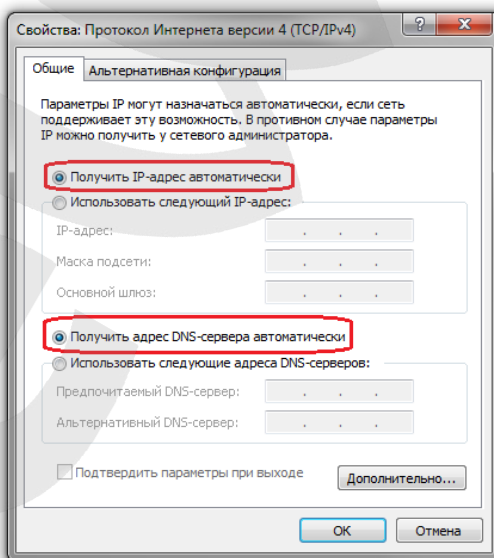 Свойства: Протокол Интернета версии 4 (TCP/IPv4)
Общие Альтернативная конфигурация
Параметры IP могут назначаться автоматически, если сеть
поддерживает эту возможность. В противном случае параметры
IP можно получить у сетевого администратора.
Получить IP-адрес автоматически
Использовать следующий IP-адрес:
IP-адрес:
Маска подсети:
Основной шлюз:
Получить адрес DNS-сервера автоматически
Использовать следующие адреса DNS-серверов:
Предпочитаемый DNS-сервер:
Альтернативный DNS-сервер:
Подтвердить параметры при выходе
Дополнительно...
ОК Отмена